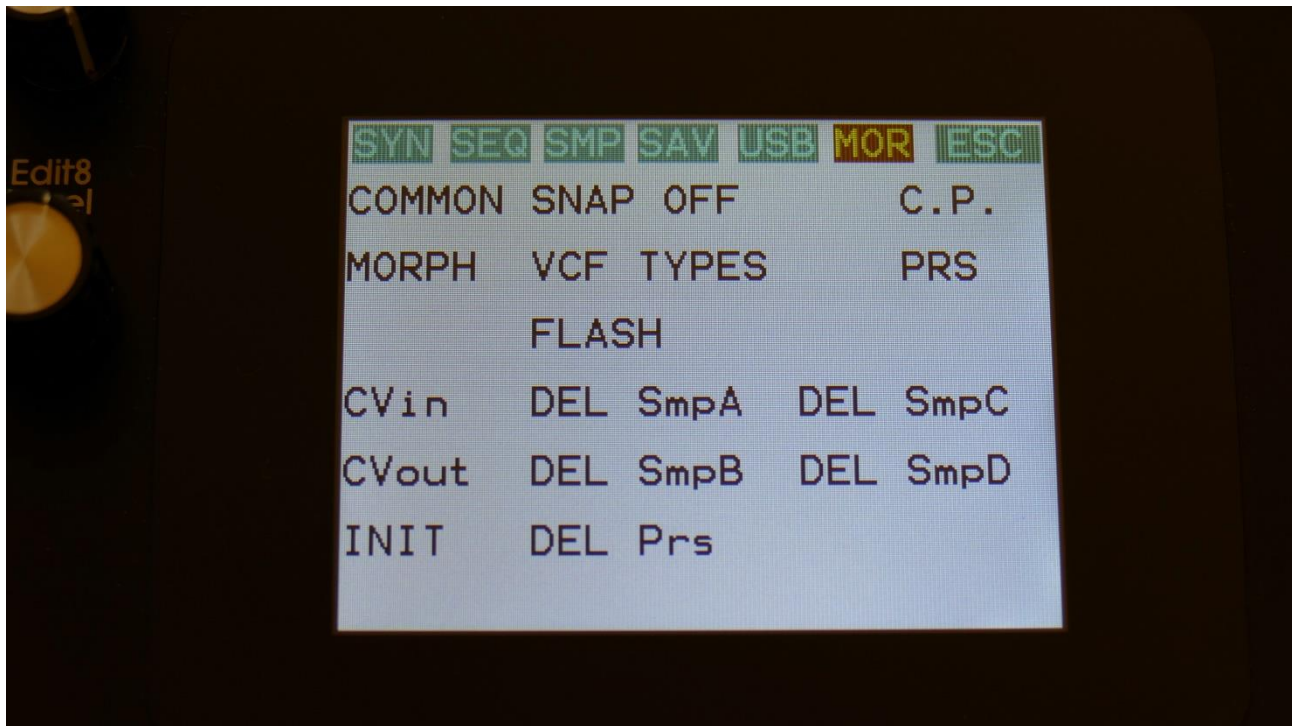 SYN SEQ SMP SAV USB MOR ESC
Edit8
COMMON SNAP OFF C.P.
MORPH VCF TYPES PRS
FLASH
CVin DEL SmpA DEL SmpC
CVout DEL SmpB DEL SmpD
INIT DEL Prs